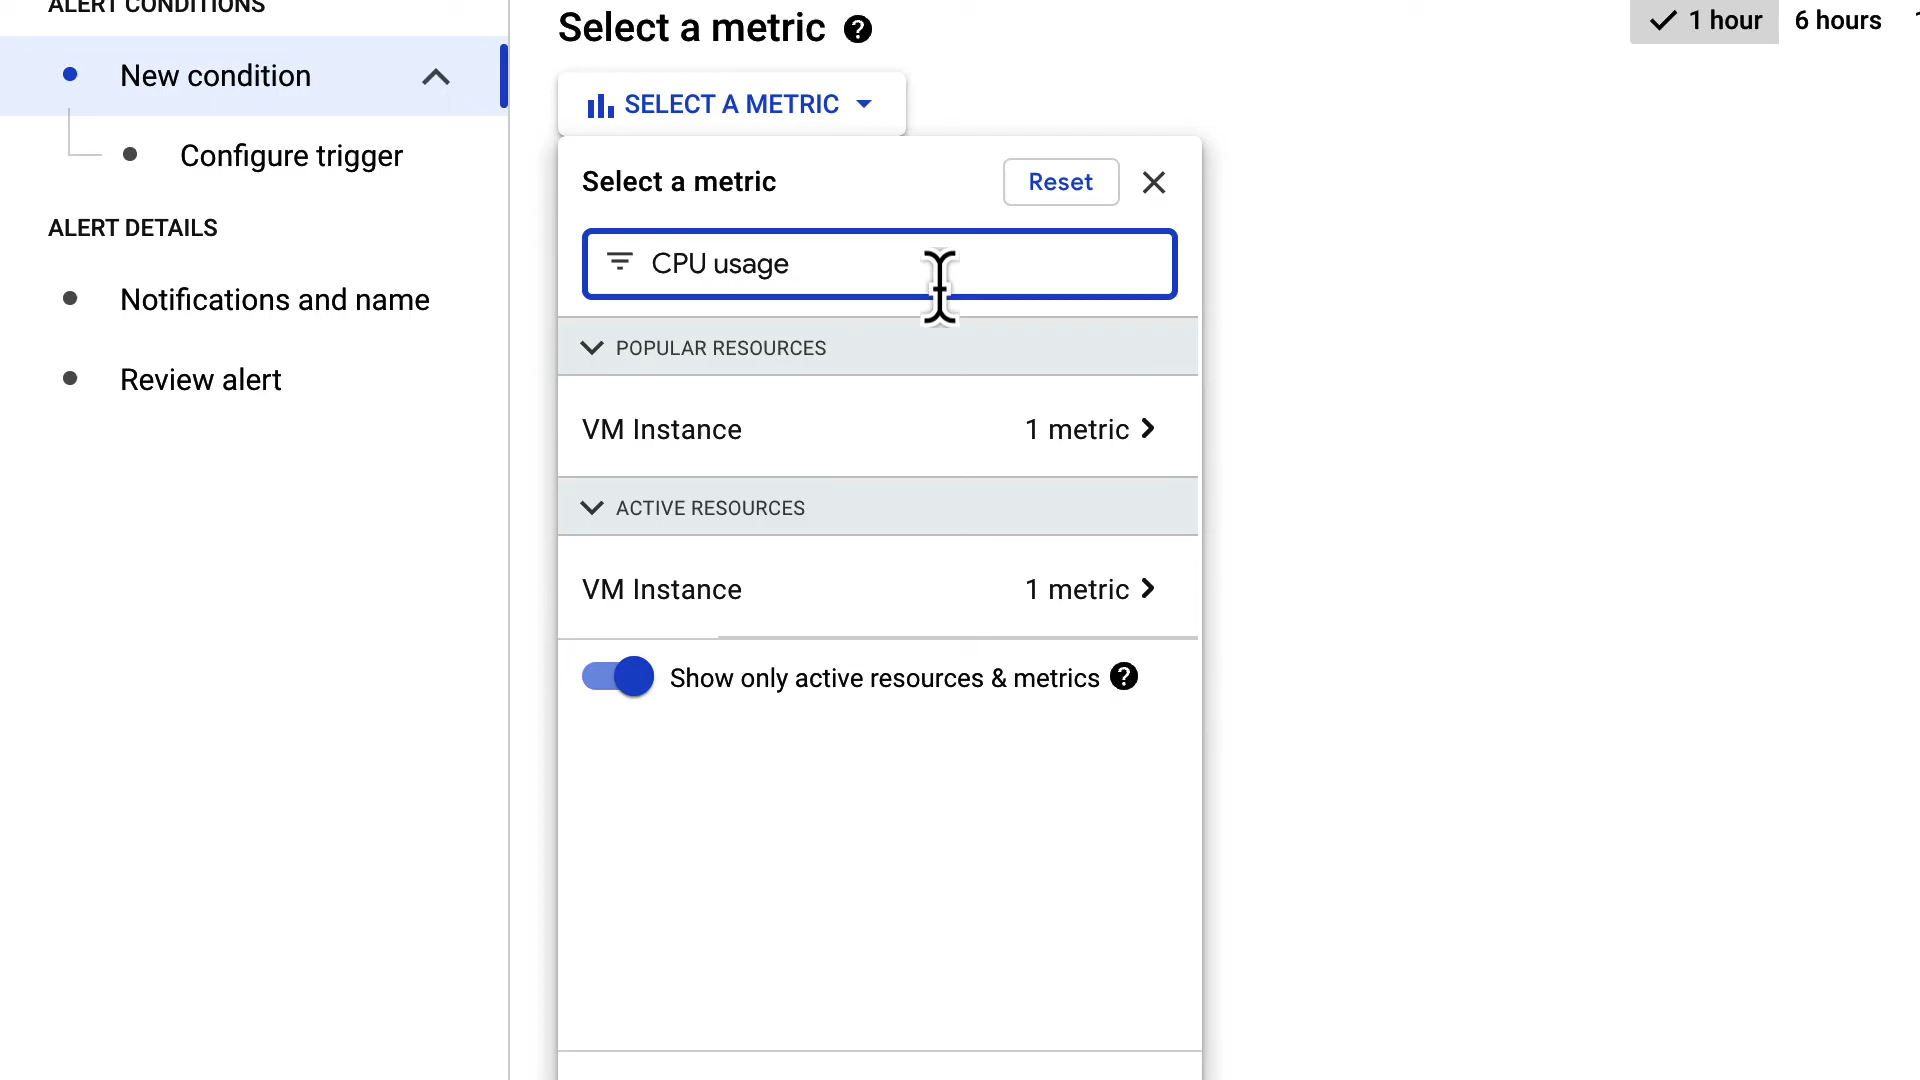 ALERT CONDITIONS
New condition
Configure trigger
ALERT DETAILS
Notifications and name
Review alert
Select a metric
1 hour
6 hours
SELECT A METRIC
Select a metric
Reset
CPU usage
POPULAR RESOURCES
VM Instance 1 metric
ACTIVE RESOURCES
VM Instance 1 metric
Show only active resources & metrics